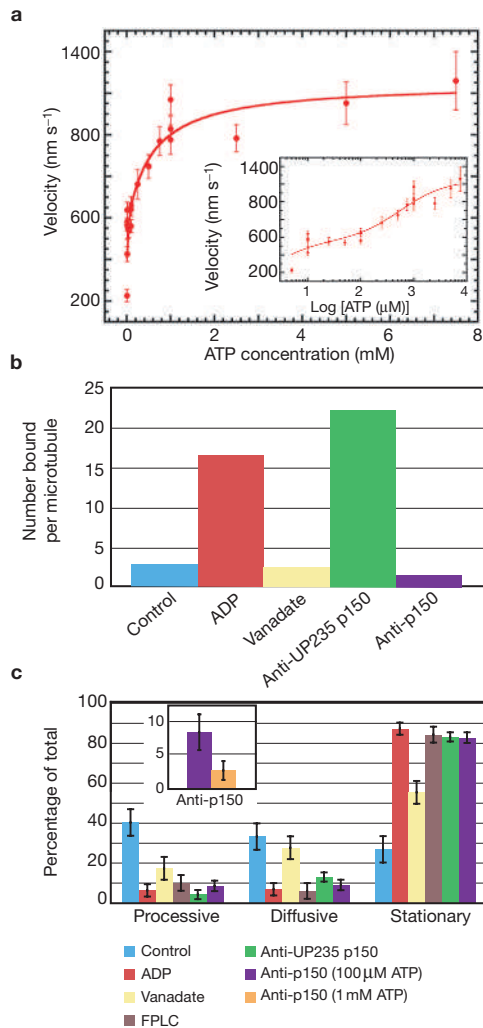 a
Velocity (nm s⁻¹)
1400
1000
600
200
0 2 4 6 8
ATP concentration (mM)
Velocity (nm s⁻¹)
1400
800
600
200
0 1 2 3 4
Log [ATP (μM)]
b
Number bound
per microtubule
25
20
15
10
5
0
Control
ADP
Vanadate
Anti-UP235 p150
Anti-p150
c
Percentage of total
100
80
60
40
20
0
10
5
0
Anti-p150
Processive Diffusive Stationary
Control
ADP
Vanadate
FPLC
Anti-UP235 p150
Anti-p150 (100 μM ATP)
Anti-p150 (1 mM ATP)